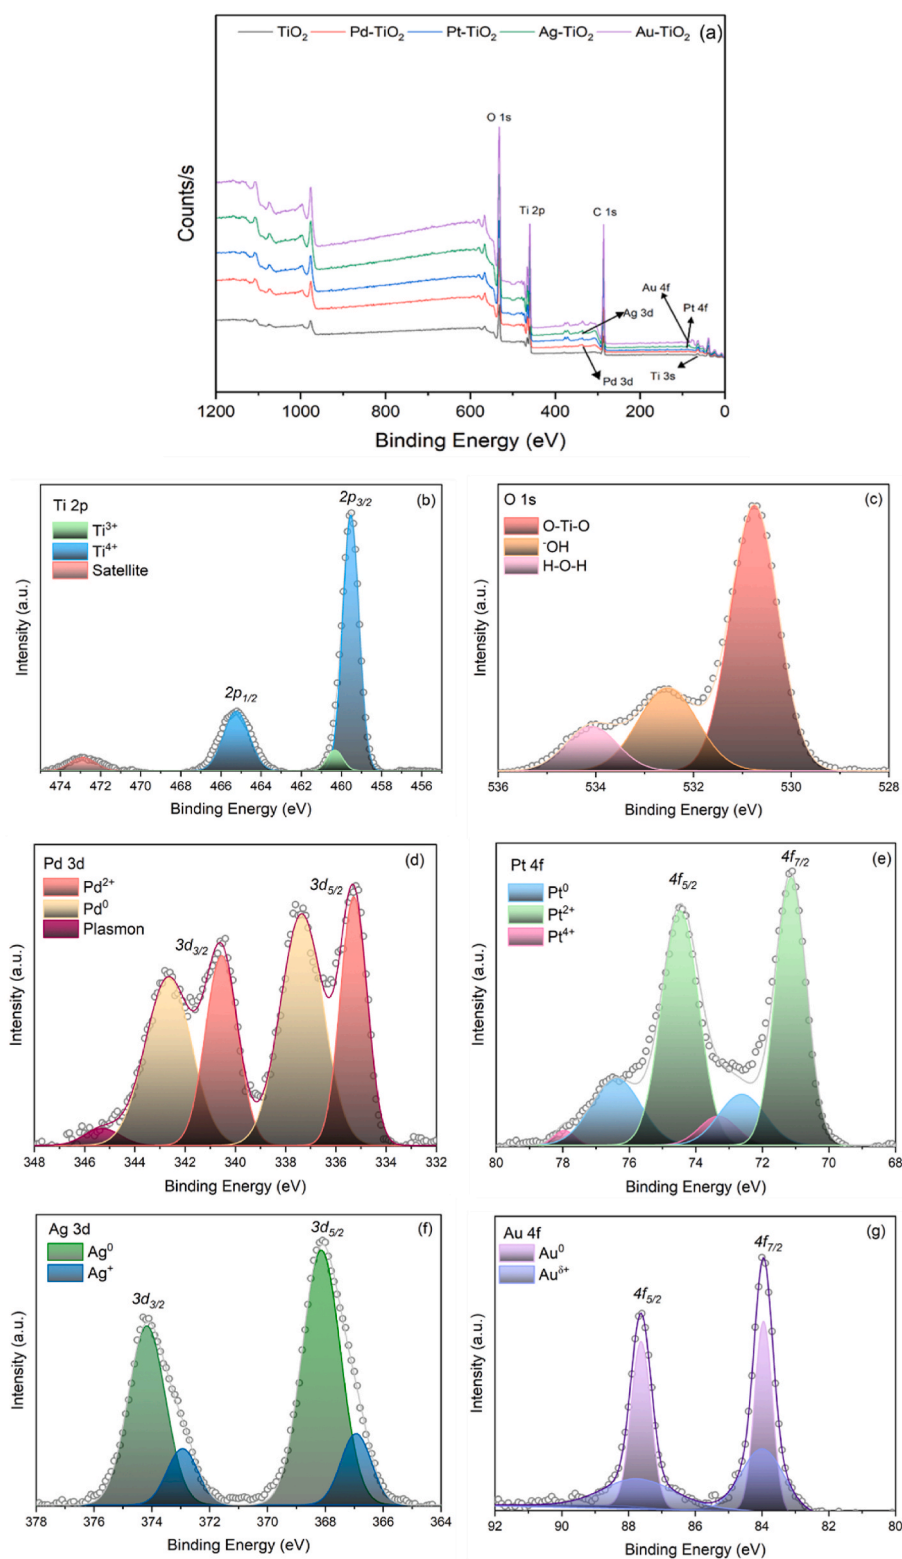 TiO2 Pd-TiO2 Pt-TiO2 Ag-TiO2 Au-TiO2 (a)
O 1s
Ti 2p
C 1s
Au 4f
Pt 4f
Ag 3d
Pd 3d
Ti 3s
Counts/s
1200 1000 800 600 400 200 0
Binding Energy (eV)
Ti 2p
2p3/2
(b)
Ti3+
Ti4+
Satellite
2p1/2
Intensity (a.u.)
474 472 470 468 466 464 462 460 458 456
Binding Energy (eV)
O 1s
(c)
O-Ti-O
-OH
H-O-H
Intensity (a.u.)
536 534 532 530 528
Binding Energy (eV)
Pd 3d
(d)
Pd2+
Pd0
Plasmon
3d5/2
3d3/2
Intensity (a.u.)
348 346 344 342 340 338 336 334 332
Binding Energy (eV)
Pt 4f
4f7/2
(e)
4f5/2
Pt0
Pt2+
Pt4+
Intensity (a.u.)
80 78 76 74 72 70 68
Binding Energy (eV)
Ag 3d
3d5/2
(f)
Ag0
Ag+
3d3/2
Intensity (a.u.)
378 376 374 372 370 368 366 364
Binding Energy (eV)
Au 4f
4f7/2
(g)
Au0
Auδ+
4f5/2
Intensity (a.u.)
92 90 88 86 84 82 80
Binding Energy (eV)